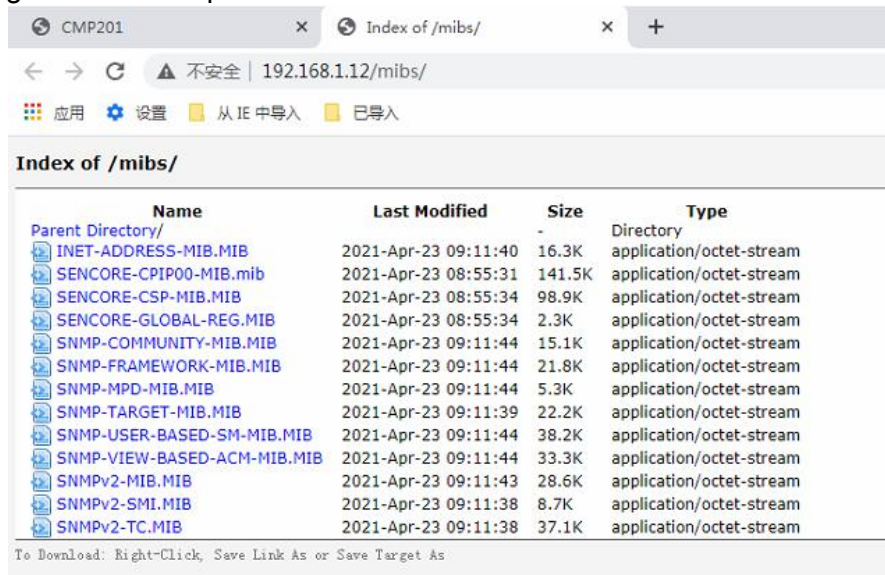 CMP201
Index of /mibs/
不安全 | 192.168.1.12/mibs/
应用 设置 从 IE 中导入 已导入
Index of /mibs/
Name Last Modified Size Type
Parent Directory/ - Directory
INET-ADDRESS-MIB.MIB 2021-Apr-23 09:11:40 16.3K application/octet-stream
SENCORE-CPIP00-MIB.mib 2021-Apr-23 08:55:31 141.5K application/octet-stream
SENCORE-CSP-MIB.MIB 2021-Apr-23 08:55:34 98.9K application/octet-stream
SENCORE-GLOBAL-REG.MIB 2021-Apr-23 08:55:34 2.3K application/octet-stream
SNMP-COMMUNITY-MIB.MIB 2021-Apr-23 09:11:44 15.1K application/octet-stream
SNMP-FRAMEWORK-MIB.MIB 2021-Apr-23 09:11:44 21.8K application/octet-stream
SNMP-MPD-MIB.MIB 2021-Apr-23 09:11:44 5.3K application/octet-stream
SNMP-TARGET-MIB.MIB 2021-Apr-23 09:11:39 22.2K application/octet-stream
SNMP-USER-BASED-SM-MIB.MIB 2021-Apr-23 09:11:44 38.2K application/octet-stream
SNMP-VIEW-BASED-ACM-MIB.MIB 2021-Apr-23 09:11:44 33.3K application/octet-stream
SNMPv2-MIB.MIB 2021-Apr-23 09:11:43 28.6K application/octet-stream
SNMPv2-SMI.MIB 2021-Apr-23 09:11:38 8.7K application/octet-stream
SNMPv2-TC.MIB 2021-Apr-23 09:11:38 37.1K application/octet-stream
To Download: Right-Click, Save Link As or Save Target As